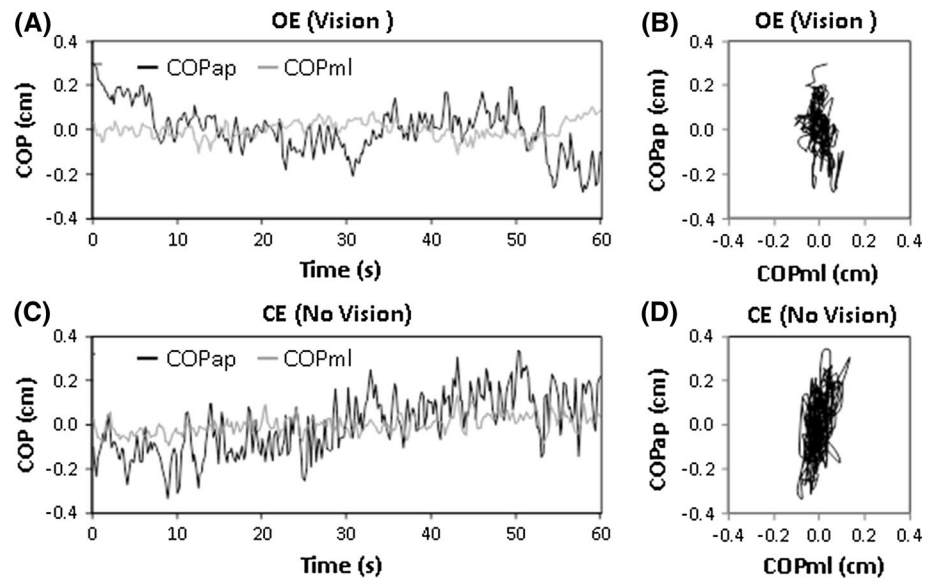 (A) OE (Vision )
0.4
0.2
0.0
-0.2
-0.4
COP (cm)
COPap COPml
0 10 20 30 40 50 60
Time (s)
(B) OE (Vision )
0.4
0.2
0.0
-0.2
-0.4
COPap (cm)
-0.4 -0.2 0.0 0.2 0.4
COPml (cm)
(C) CE (No Vision)
0.4
0.2
0.0
-0.2
-0.4
COP (cm)
COPap COPml
0 10 20 30 40 50 60
Time (s)
(D) CE (No Vision)
0.4
0.2
0.0
-0.2
-0.4
COPap (cm)
-0.4 -0.2 0.0 0.2 0.4
COPml (cm)